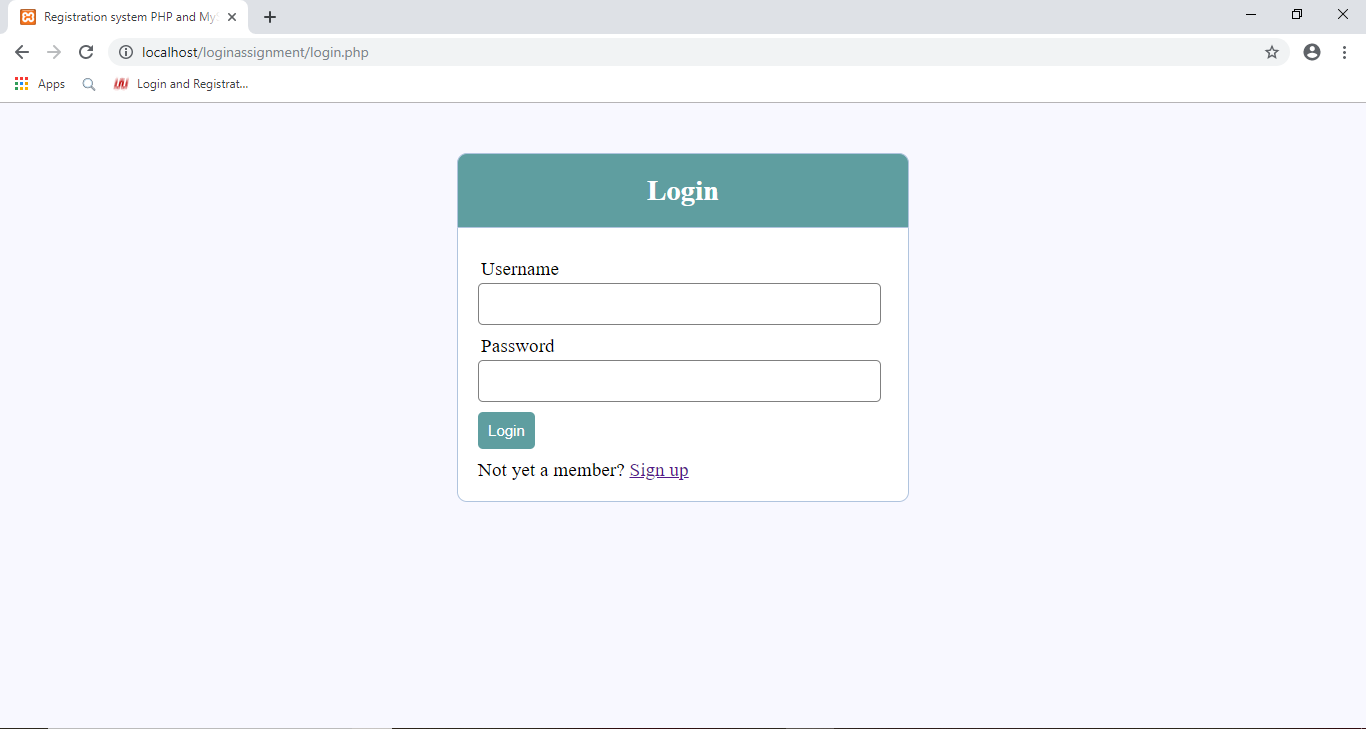 Registration system PHP and My
localhost/loginassignment/login.php
Apps
Login and Registrat...
Login
Username
Password
Login
Not yet a member? Sign up